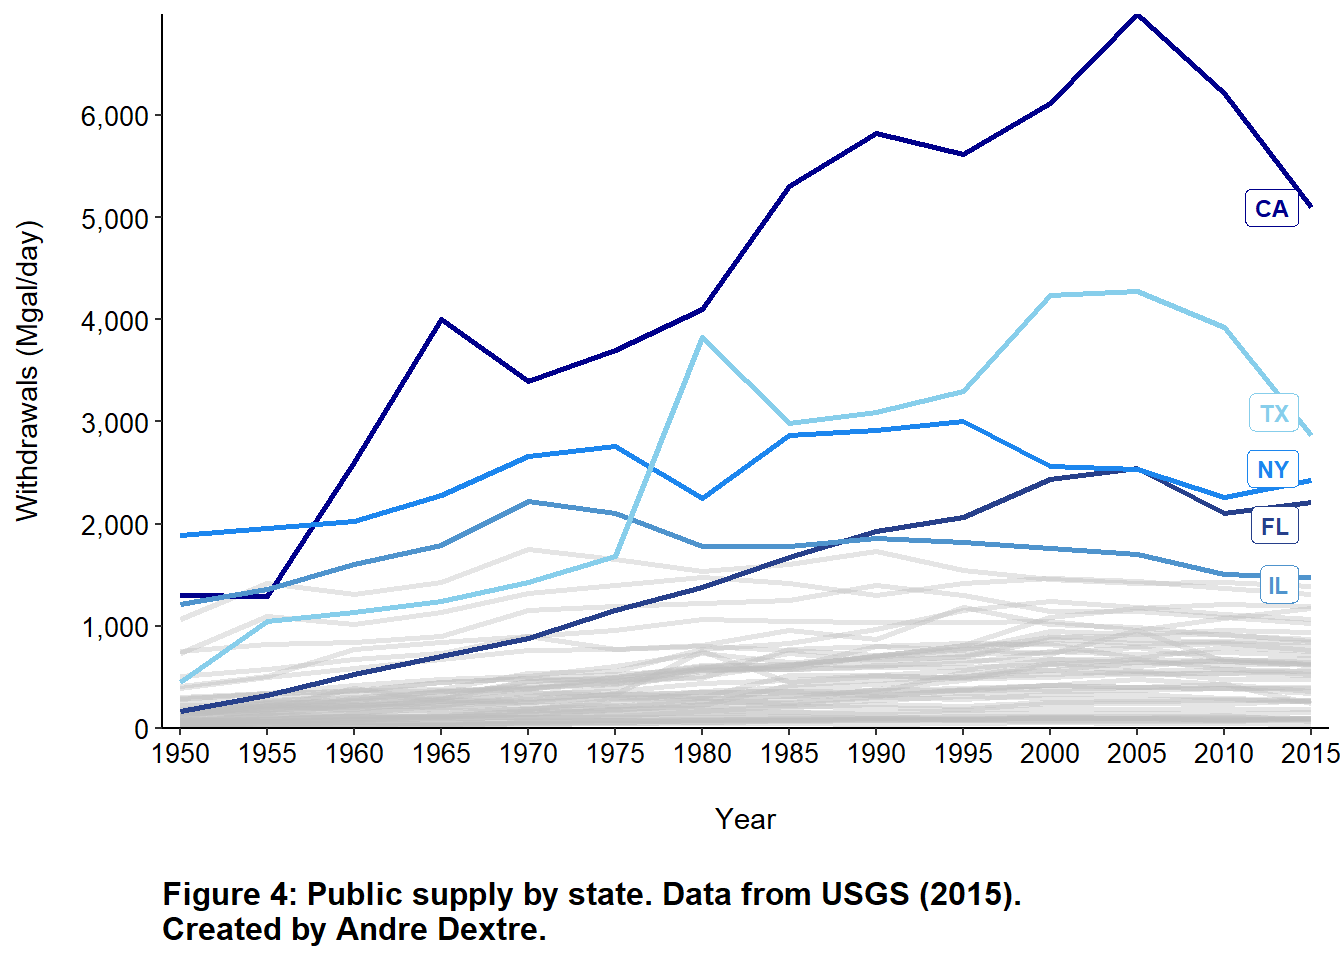 Withdrawals (Mgal/day)
6,000
5,000
4,000
3,000
2,000
1,000
0
CA
TX
NY
FL
IL
1950 1955 1960 1965 1970 1975 1980 1985 1990 1995 2000 2005 2010 2015
Year
Figure 4: Public supply by state. Data from USGS (2015).
Created by Andre Dextre.